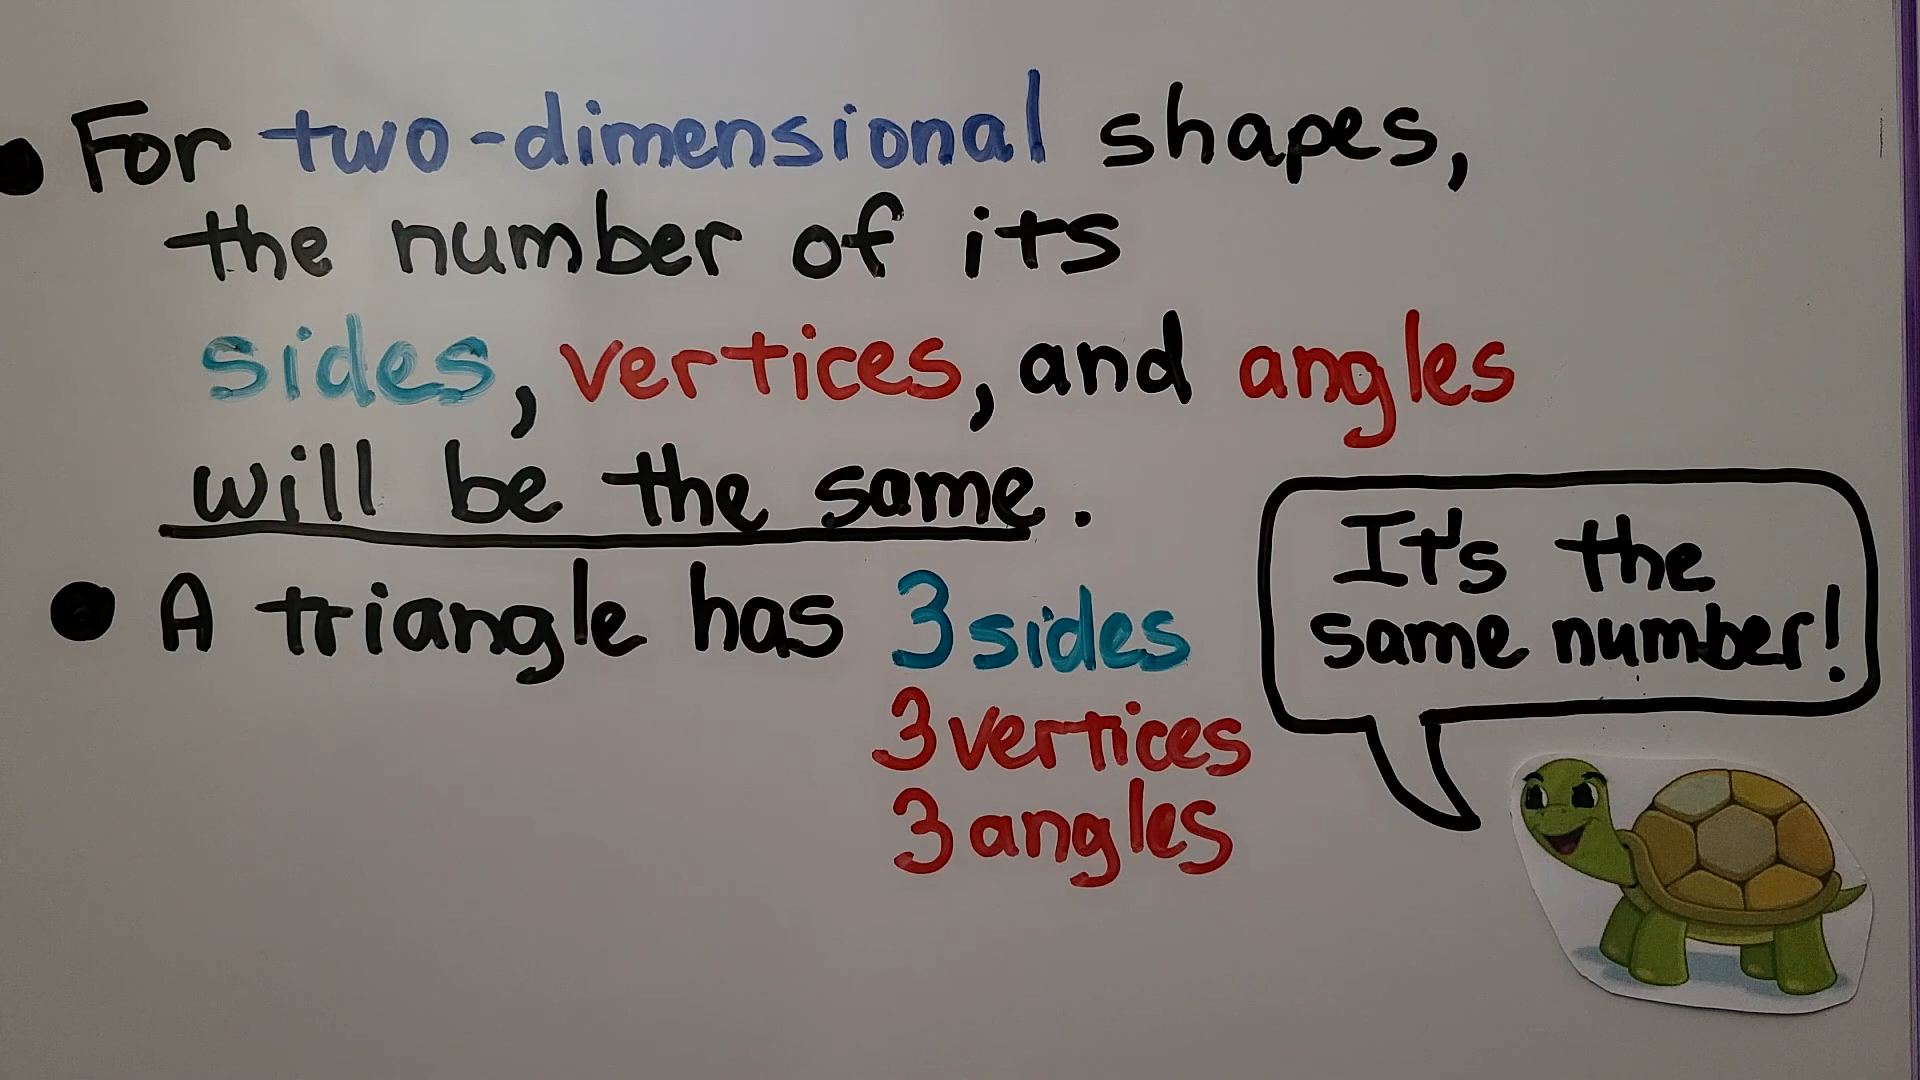 • For two-dimensional shapes,
the number of its
sides, vertices, and angles
will be the same.
• A triangle has 3 sides
3 vertices
3 angles
It's the
same number!